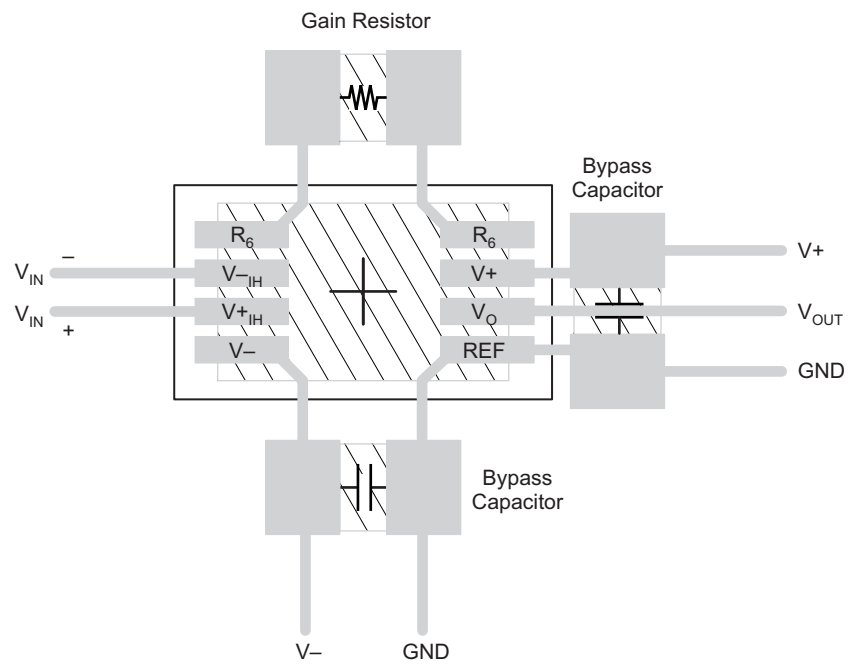 Gain Resistor
Bypass
Capacitor
R6 R6
V–IH V+
V+IH VO
V– REF
–
VIN
VIN
+
V+
VOUT
GND
Bypass
Capacitor
V– GND